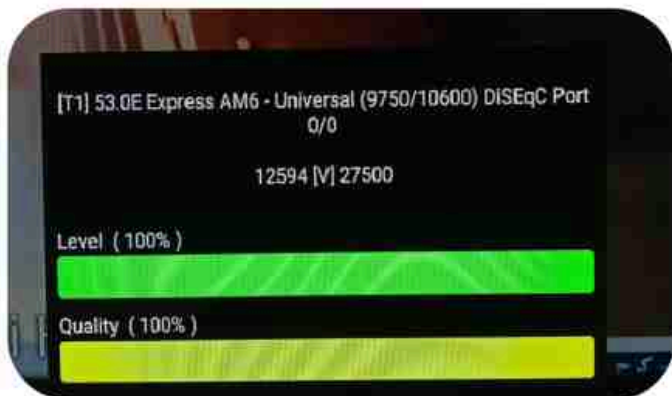 [T1] 53.0E Express AM6 - Universal (9750/10600) DiSEqC Port
0/0
12594 [V] 27500
Level ( 100% )
Quality ( 100% )